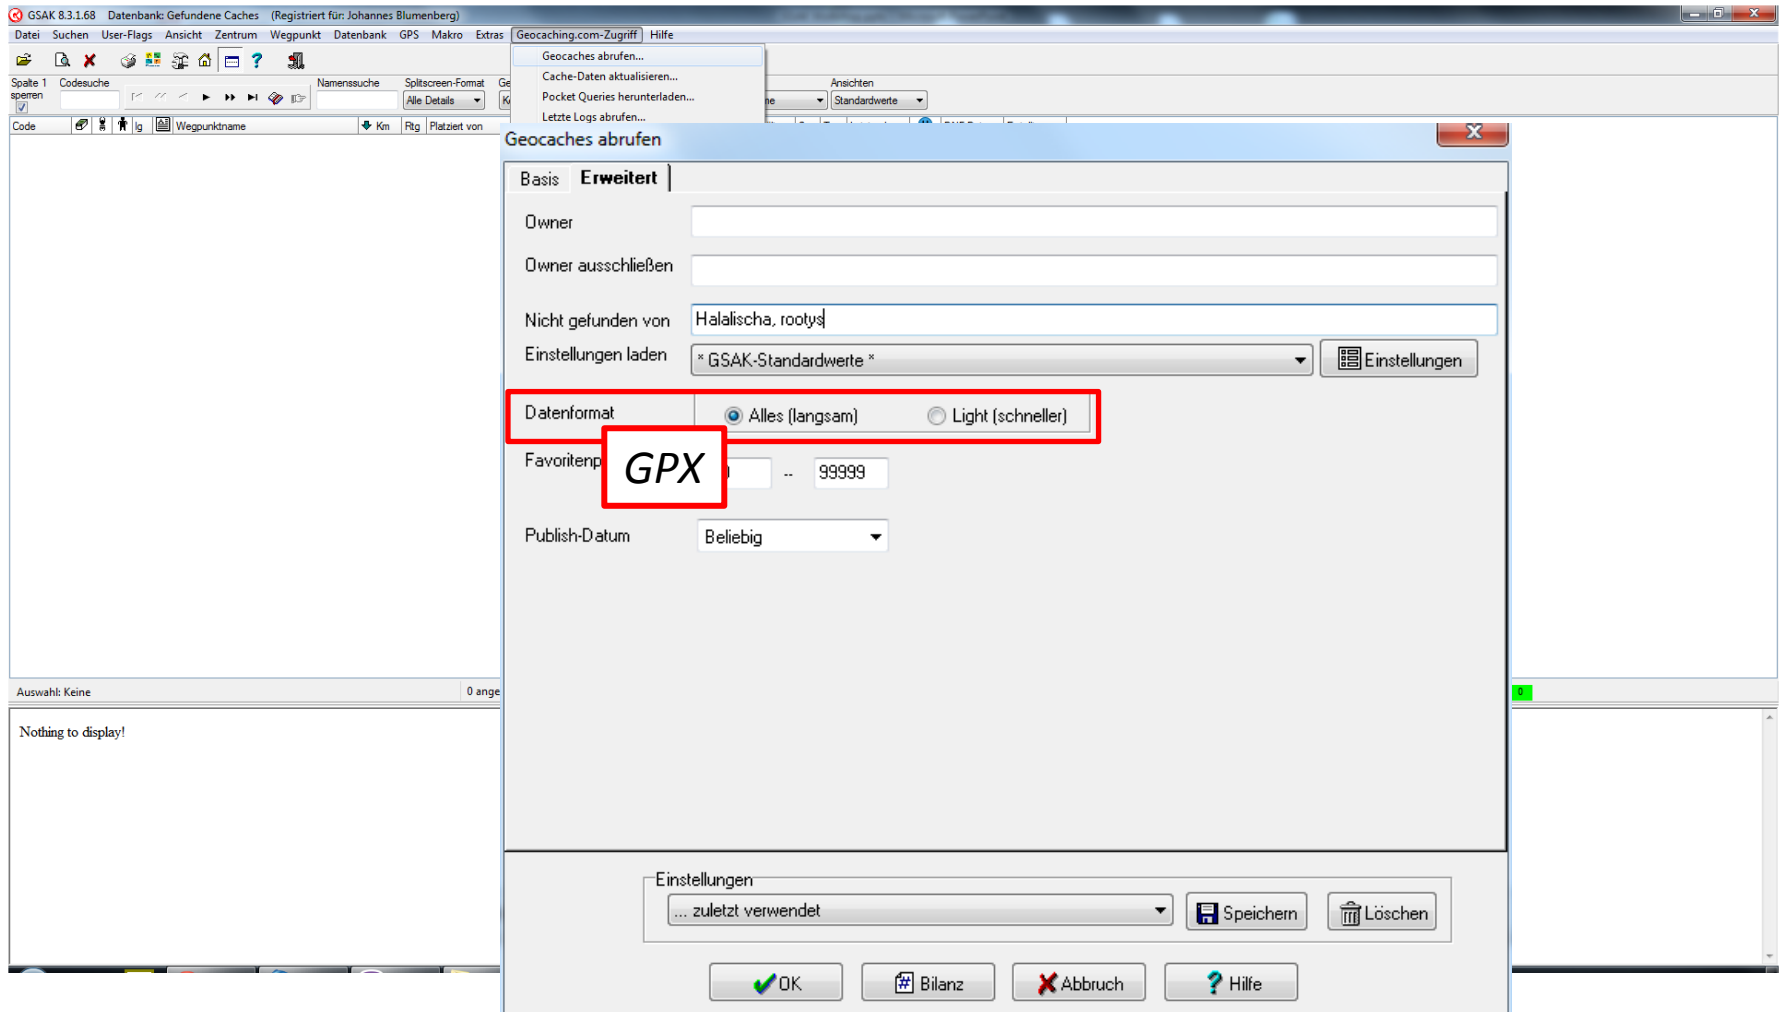 GSAK 8.3.1.68 Datenbank: Gefundene Caches (Registriert für: Johannes Blumenberg)
Datei Suchen User-Flags Ansicht Zentrum Wegpunkt Datenbank GPS Makro Extras Geocaching.com-Zugriff Hilfe
Geocaches abrufen...
Cache-Daten aktualisieren...
Pocket Queries herunterladen...
Letzte Logs abrufen...
Spalte 1 Codesuche Namenssuche Splitscreen-Format Ansichten
sperren Alle Details Standardwerte
Code lg Wegpunktname Km Rtg Platziert von
Geocaches abrufen
Basis Erweitert
Owner
Owner ausschließen
Nicht gefunden von Halalischa, rootys
Einstellungen laden * GSAK-Standardwerte * Einstellungen
Datenformat Alles (langsam) Light (schneller)
GPX
-- 99999
Publish-Datum Beliebig
Auswahl: Keine 0 ange
0
Nothing to display!
Einstellungen
... zuletzt verwendet Speichern Löschen
OK Bilanz Abbruch Hilfe